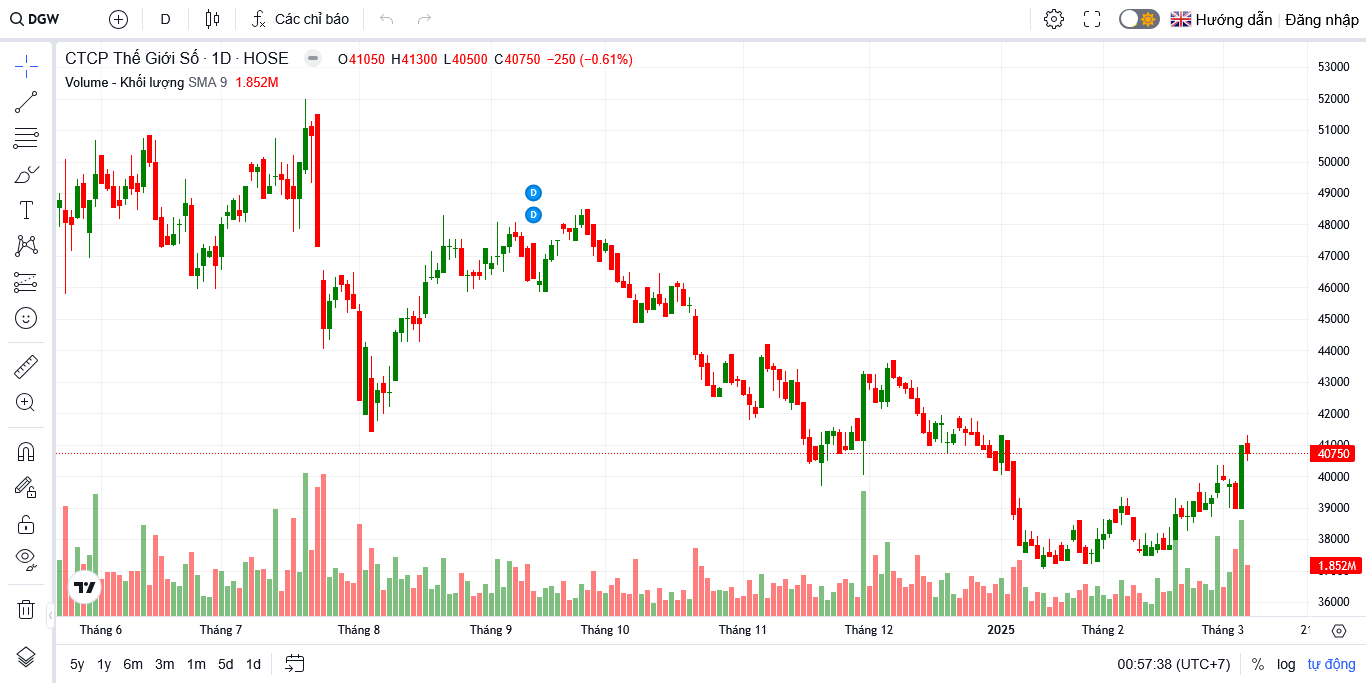 DGW D Các chỉ báo Hướng dẫn Đăng nhập
CTCP Thế Giới Số · 1D · HOSE O41050 H41300 L40500 C40750 −250 (−0.61%)
Volume - Khối lượng SMA 9 1.852M
53000
52000
51000
50000
49000
48000
47000
46000
45000
44000
43000
42000
41000
40750
40000
39000
38000
1.852M
37000
36000
D
D
Tháng 6 Tháng 7 Tháng 8 Tháng 9 Tháng 10 Tháng 11 Tháng 12 2025 Tháng 2 Tháng 3 21
5y 1y 6m 3m 1m 5d 1d 00:57:38 (UTC+7) % log tự động